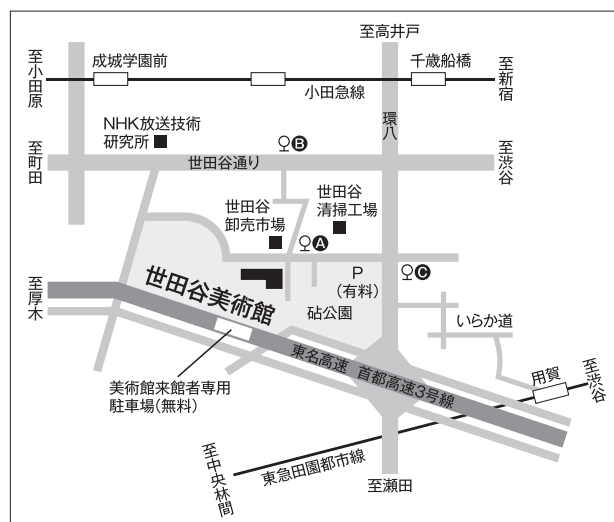 至高井戸
至小田原
成城学園前
千歳船橋
至新宿
小田急線
環八
NHK放送技術
研究所
Ⓑ
至町田
世田谷通り
至渋谷
世田谷
卸売市場
世田谷
清掃工場
Ⓐ
至厚木
世田谷美術館
P
(有料)
Ⓒ
砧公園
いらか道
美術館来館者専用
駐車場(無料)
東名高速 首都高速3号線
用賀
至渋谷
至中央林間
東急田園都市線
至瀬田